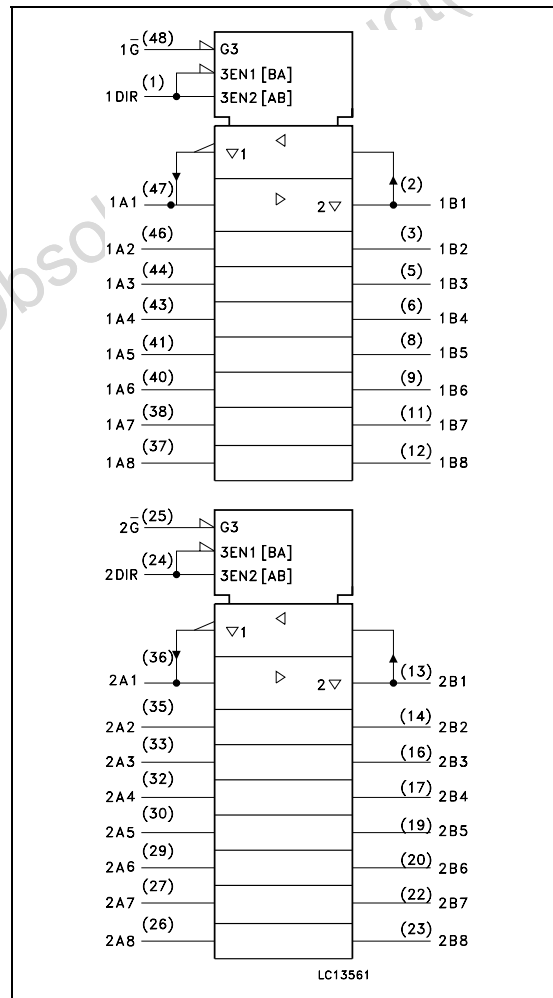 1G̅ (48) G3
3EN1 [BA]
1DIR (1) 3EN2 [AB]
▽1 ◁
1A1 (47) ▷ 2▽ (2) 1B1
1A2 (46) (3) 1B2
1A3 (44) (5) 1B3
1A4 (43) (6) 1B4
1A5 (41) (8) 1B5
1A6 (40) (9) 1B6
1A7 (38) (11) 1B7
1A8 (37) (12) 1B8
2G̅ (25) G3
3EN1 [BA]
2DIR (24) 3EN2 [AB]
▽1 ◁
2A1 (36) ▷ 2▽ (13) 2B1
2A2 (35) (14) 2B2
2A3 (33) (16) 2B3
2A4 (32) (17) 2B4
2A5 (30) (19) 2B5
2A6 (29) (20) 2B6
2A7 (27) (22) 2B7
2A8 (26) (23) 2B8
LC13561